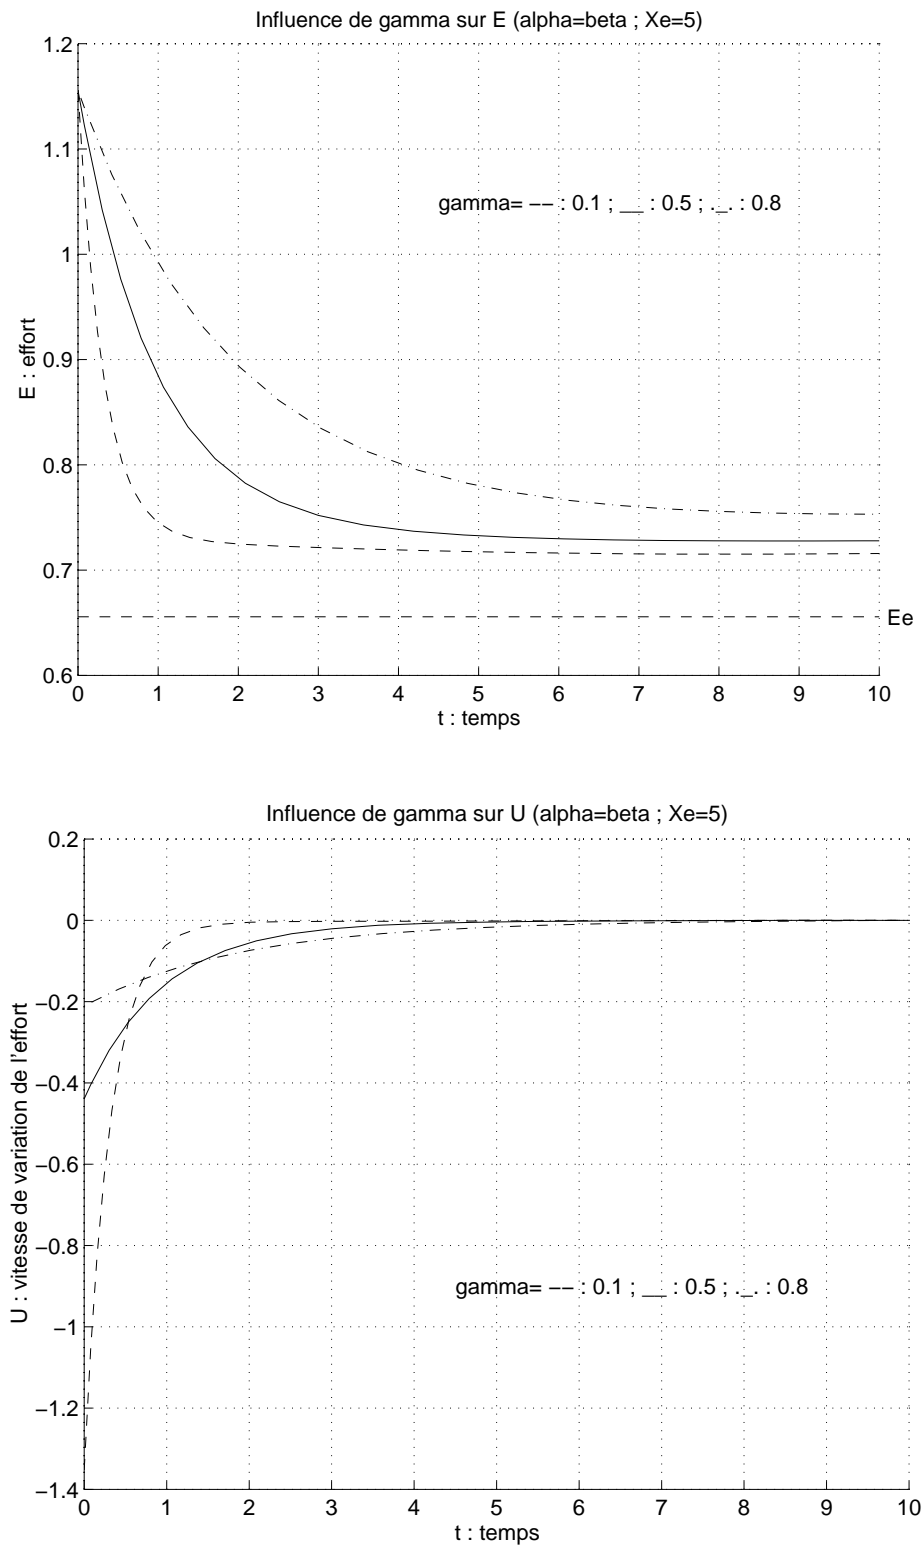 Influence de gamma sur E (alpha=beta ; Xe=5)
1.2
1.1
1
0.9
0.8
0.7
0.6
E : effort
gamma= −− : 0.1 ; __ : 0.5 ; ._. : 0.8
Ee
0 1 2 3 4 5 6 7 8 9 10
t : temps
Influence de gamma sur U (alpha=beta ; Xe=5)
0.2
0
−0.2
−0.4
−0.6
−0.8
−1
−1.2
−1.4
U : vitesse de variation de l'effort
gamma= −− : 0.1 ; __ : 0.5 ; ._. : 0.8
0 1 2 3 4 5 6 7 8 9 10
t : temps